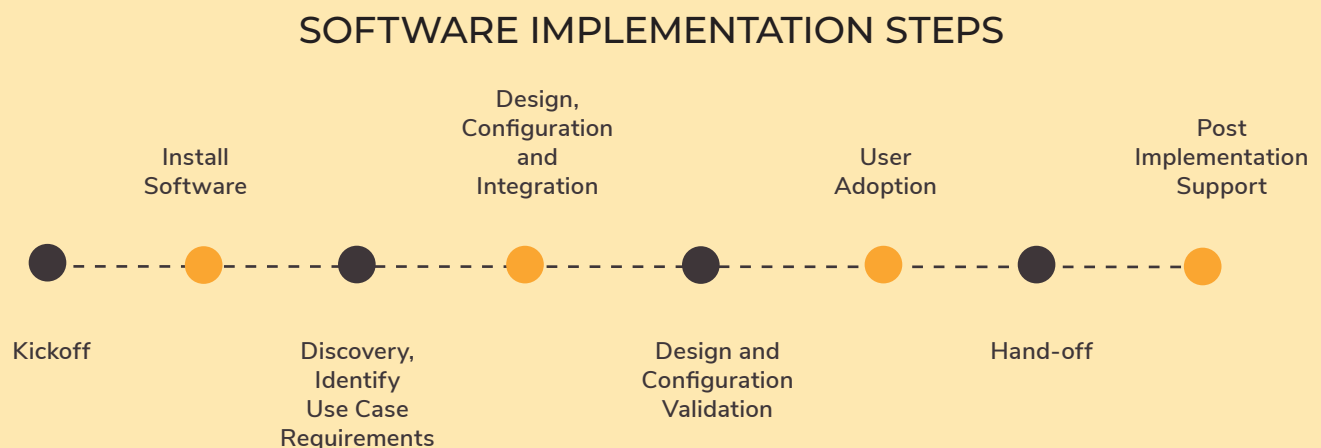 SOFTWARE IMPLEMENTATION STEPS
Kickoff
Install
Software
Discovery,
Identify
Use Case
Requirements
Design,
Configuration
and
Integration
Design and
Configuration
Validation
User
Adoption
Hand-off
Post
Implementation
Support